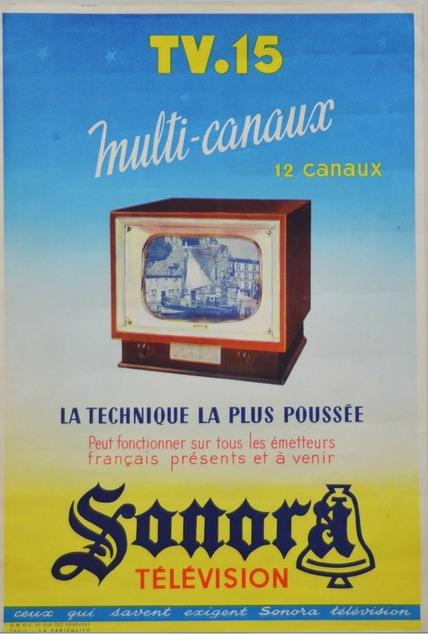 TV.15
multi-canaux
12 canaux
LA TECHNIQUE LA PLUS POUSSÉE
Peut fonctionner sur tous les émetteurs
français présents et à venir
Sonora
TÉLÉVISION
ceux qui savent exigent Sonora télévision